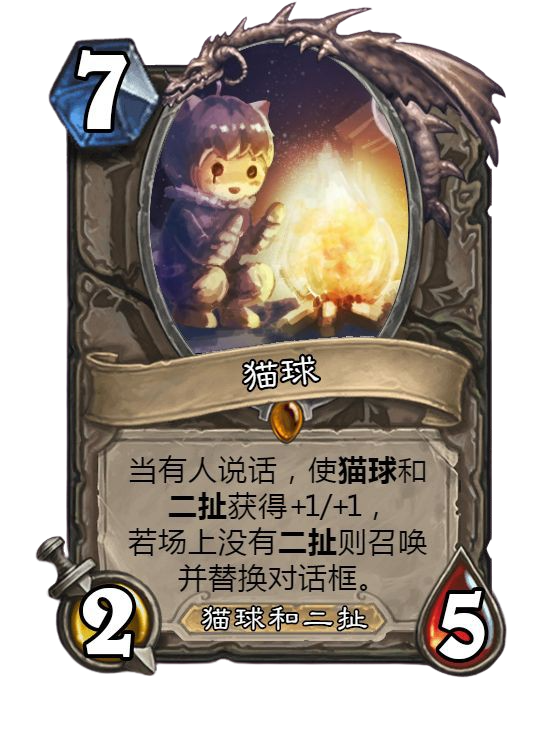 7
猫球
当有人说话，使猫球和
二扯获得+1/+1，
若场上没有二扯则召唤
并替换对话框。
猫球和二扯
2
5